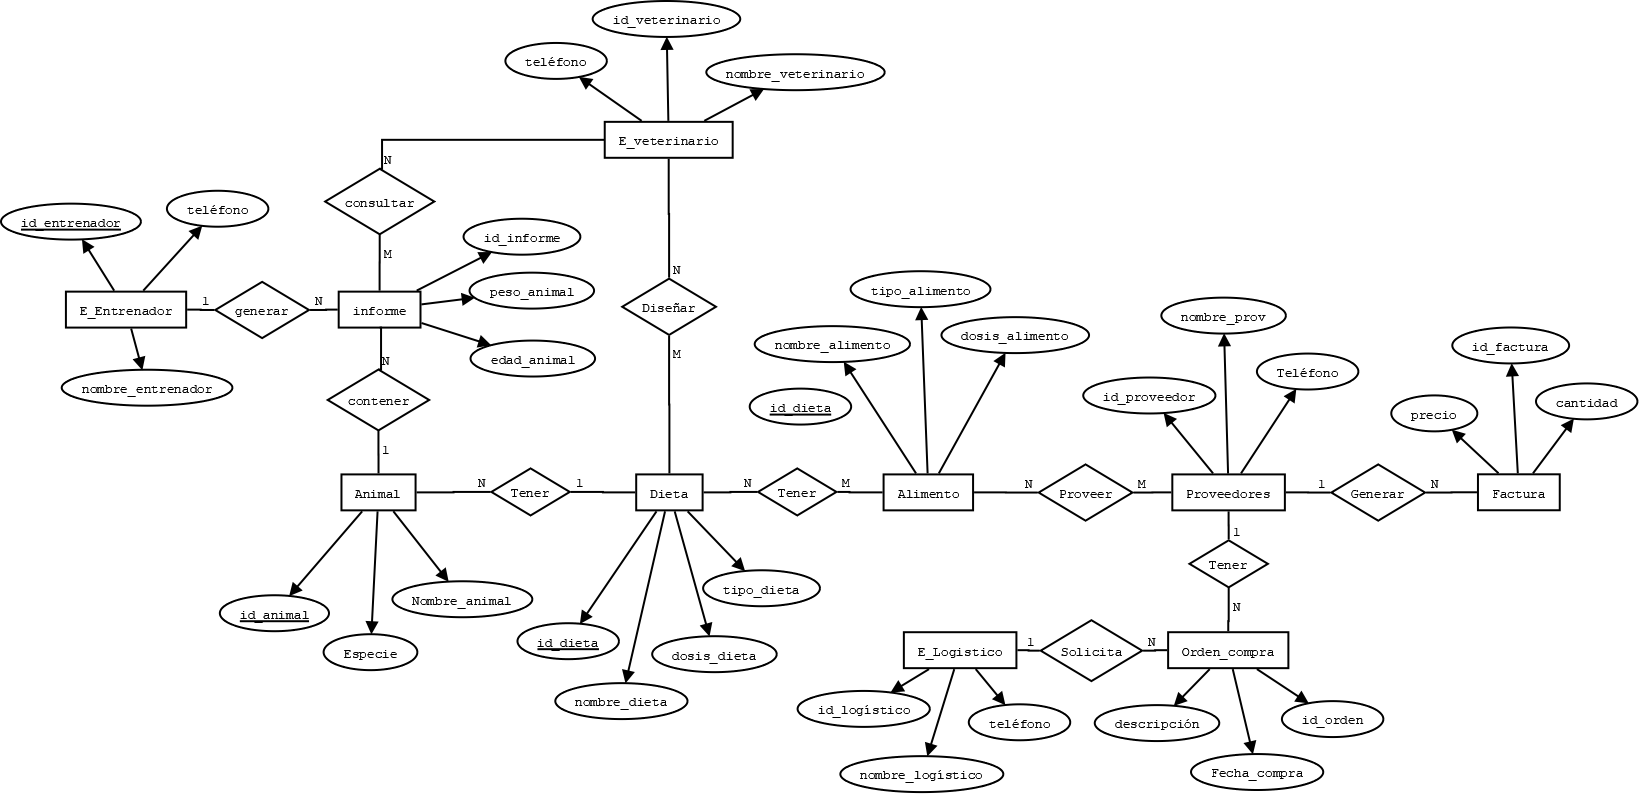 id_veterinario
teléfono
nombre_veterinario
E_veterinario
N
consultar
M
id_entrenador
teléfono
id_informe
peso_animal
E_Entrenador
1
generar
N
informe
edad_animal
nombre_entrenador
N
contener
1
N
Diseñar
M
tipo_alimento
nombre_alimento
dosis_alimento
id_dieta
nombre_prov
id_proveedor
Teléfono
id_factura
precio
cantidad
Animal
N
Tener
1
Dieta
N
Tener
M
Alimento
N
Proveer
M
Proveedores
1
Generar
N
Factura
1
Tener
N
id_animal
Especie
Nombre_animal
id_dieta
nombre_dieta
dosis_dieta
tipo_dieta
E_Logistico
1
Solicita
N
Orden_compra
id_logístico
nombre_logístico
teléfono
descripción
Fecha_compra
id_orden